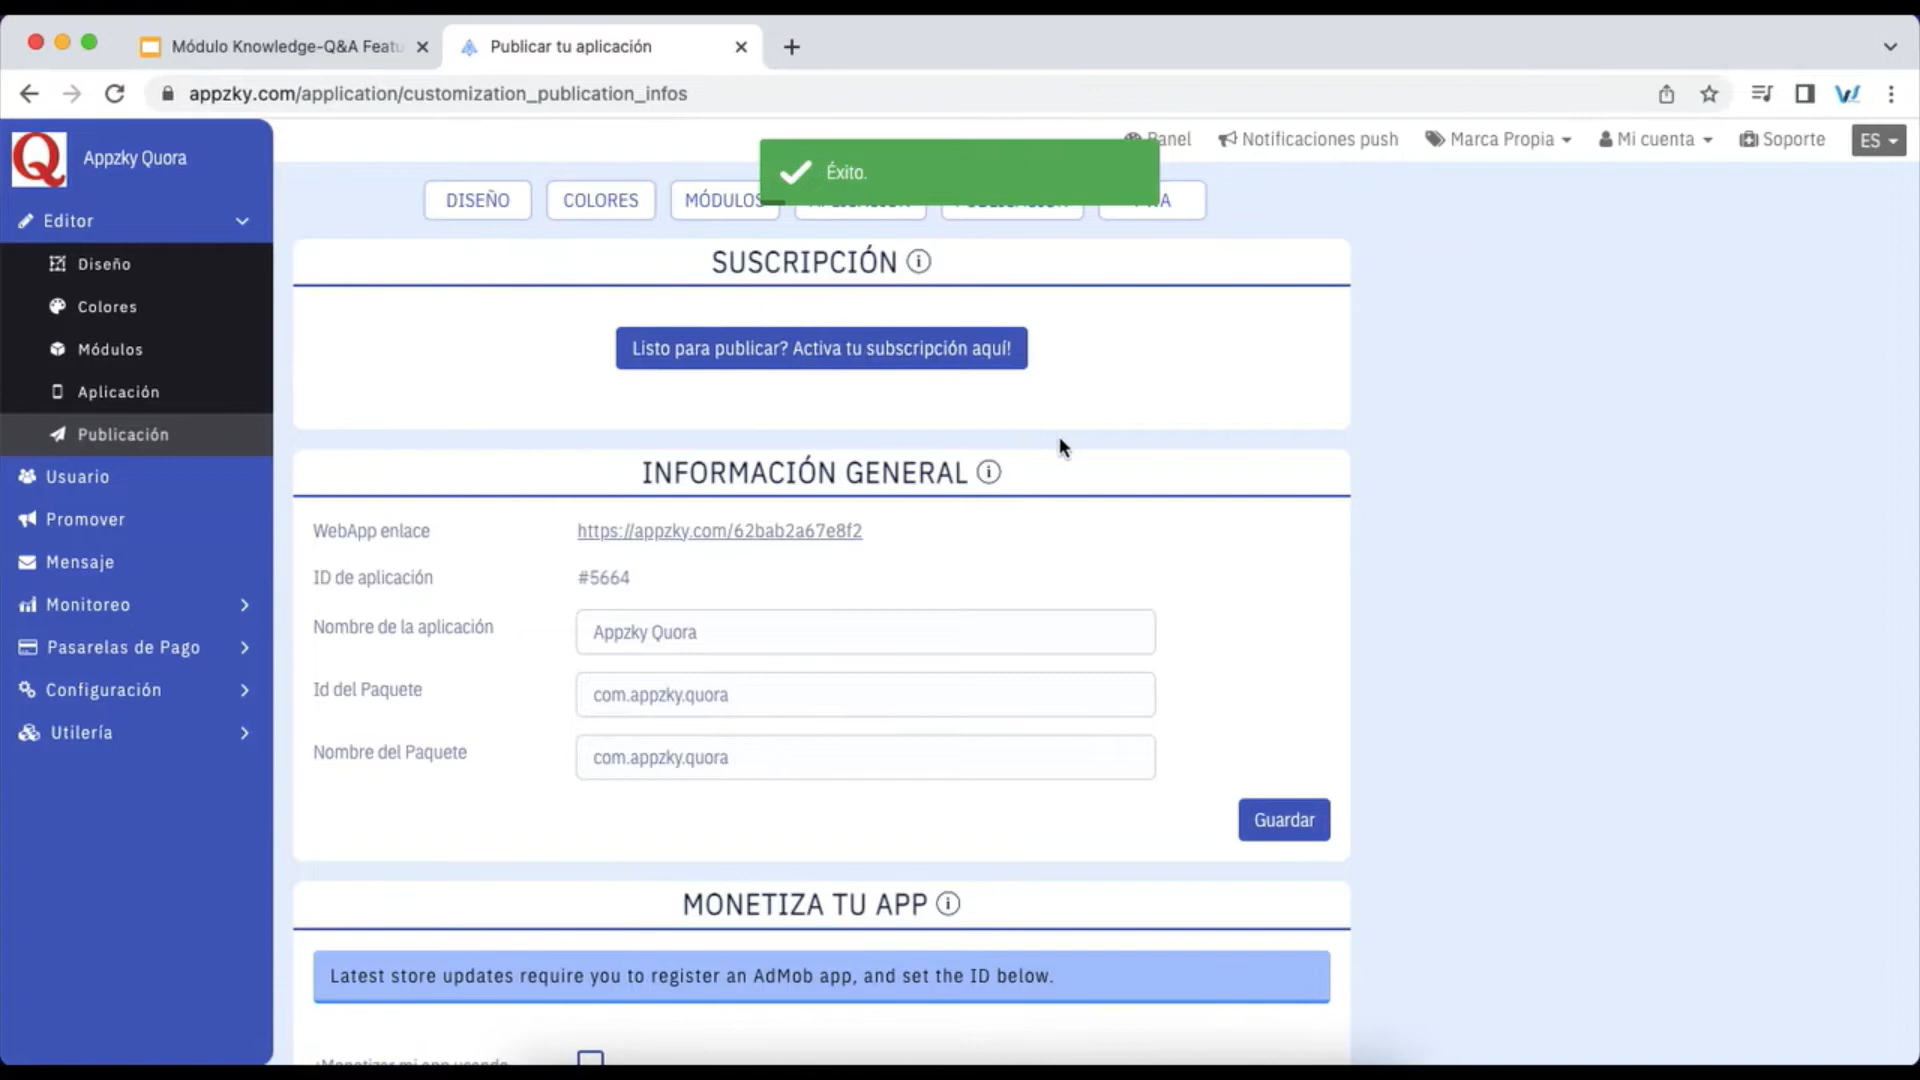 Módulo Knowledge-Q&A Featu
Publicar tu aplicación
appzky.com/application/customization_publication_infos
Appzky Quora
Panel
Notificaciones push
Marca Propia
Mi cuenta
Soporte
ES
Éxito.
DISEÑO
COLORES
MÓDULOS
Editor
Diseño
Colores
Módulos
Aplicación
Publicación
Usuario
Promover
Mensaje
Monitoreo
Pasarelas de Pago
Configuración
Utilería
SUSCRIPCIÓN
Listo para publicar? Activa tu subscripción aquí!
INFORMACIÓN GENERAL
WebApp enlace
https://appzky.com/62bab2a67e8f2
ID de aplicación
#5664
Nombre de la aplicación
Appzky Quora
Id del Paquete
com.appzky.quora
Nombre del Paquete
com.appzky.quora
Guardar
MONETIZA TU APP
Latest store updates require you to register an AdMob app, and set the ID below.